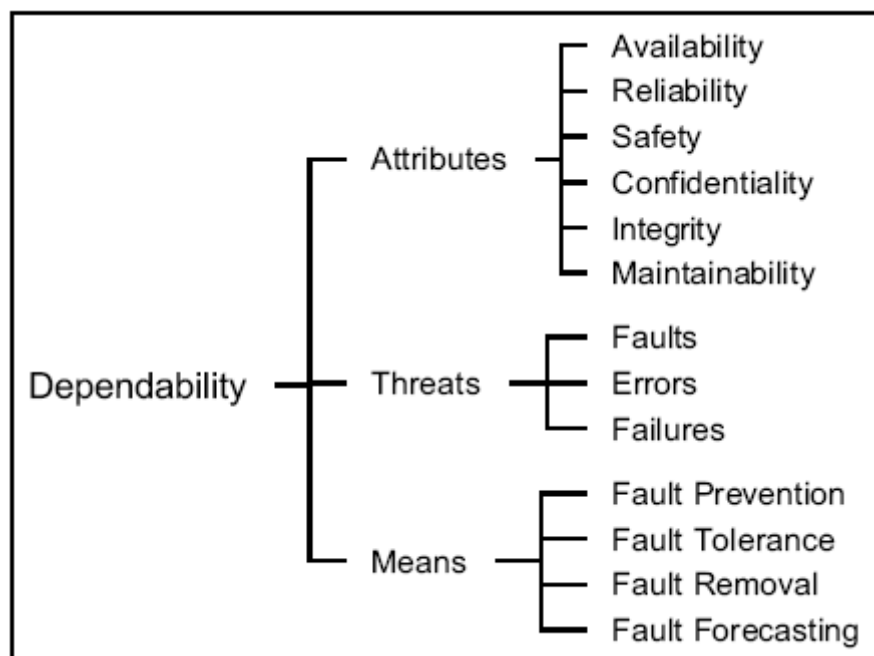 Availability
Reliability
Attributes
Safety
Confidentiality
Integrity
Maintainability
Dependability
Threats
Faults
Errors
Failures
Means
Fault Prevention
Fault Tolerance
Fault Removal
Fault Forecasting